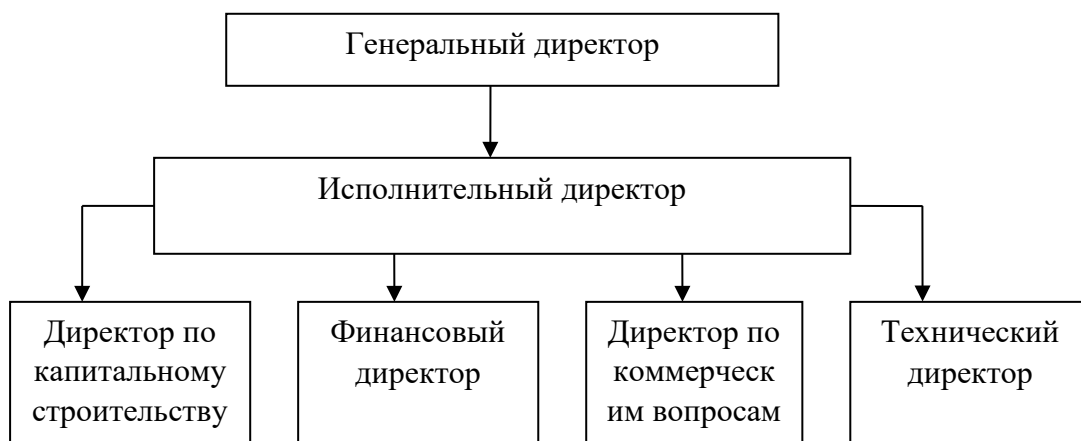 Генеральный директор
Исполнительный директор
Директор по
капитальному
строительству
Финансовый
директор
Директор по
коммерческ
им вопросам
Технический
директор